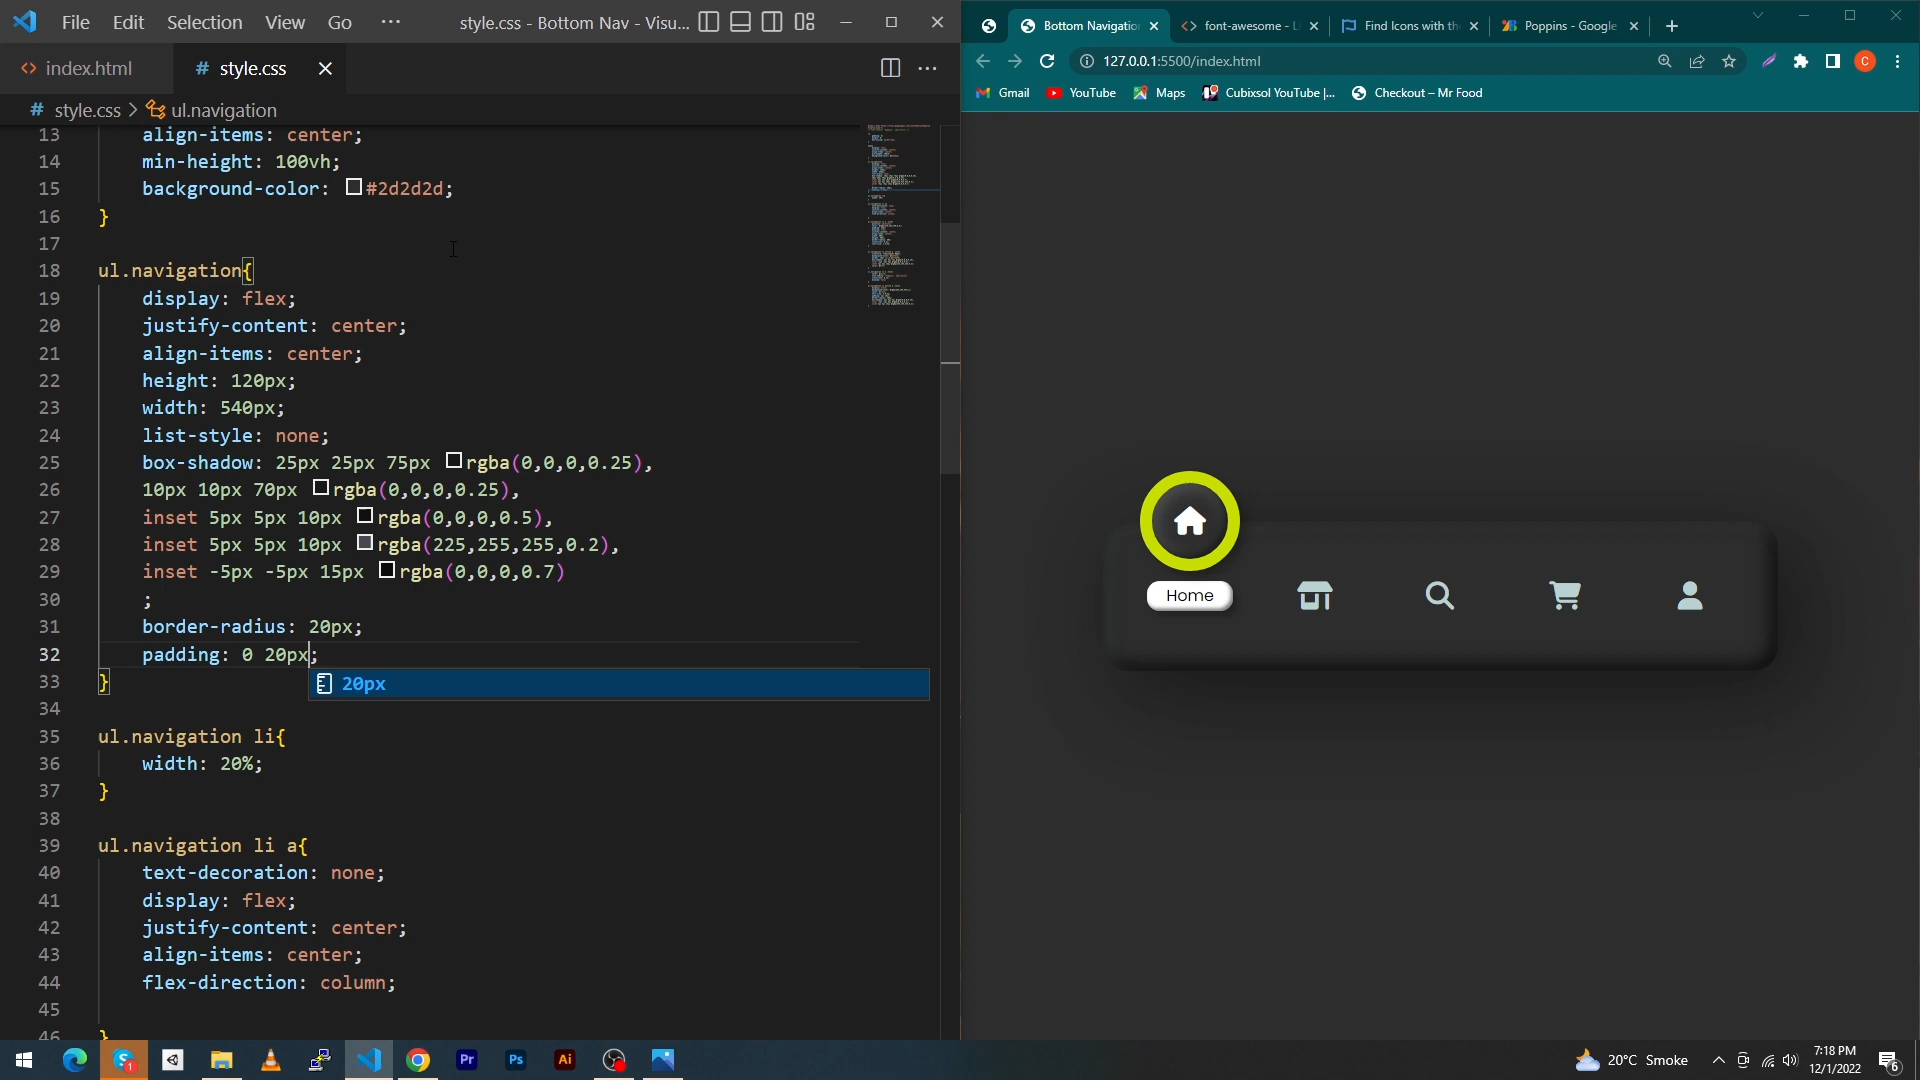 File Edit Selection View Go ··· style.css - Bottom Nav - Visu...
index.html # style.css
# style.css > ul.navigation
13 align-items: center;
14 min-height: 100vh;
15 background-color: #2d2d2d;
16 }
17
18 ul.navigation{
19 display: flex;
20 justify-content: center;
21 align-items: center;
22 height: 120px;
23 width: 540px;
24 list-style: none;
25 box-shadow: 25px 25px 75px rgba(0,0,0,0.25),
26 10px 10px 70px rgba(0,0,0,0.25),
27 inset 5px 5px 10px rgba(0,0,0,0.5),
28 inset 5px 5px 10px rgba(225,255,255,0.2),
29 inset -5px -5px 15px rgba(0,0,0,0.7)
30 ;
31 border-radius: 20px;
32 padding: 0 20px;
33 }
20px
34
35 ul.navigation li{
36 width: 20%;
37 }
38
39 ul.navigation li a{
40 text-decoration: none;
41 display: flex;
42 justify-content: center;
43 align-items: center;
44 flex-direction: column;
45
46 }
Bottom Navigation font-awesome - Li Find Icons with the Poppins - Google
127.0.0.1:5500/index.html
C
Gmail YouTube Maps Cubixsol YouTube |... Checkout – Mr Food
Home
1
Pr Ps Ai
20°C Smoke
7:18 PM
12/1/2022
6